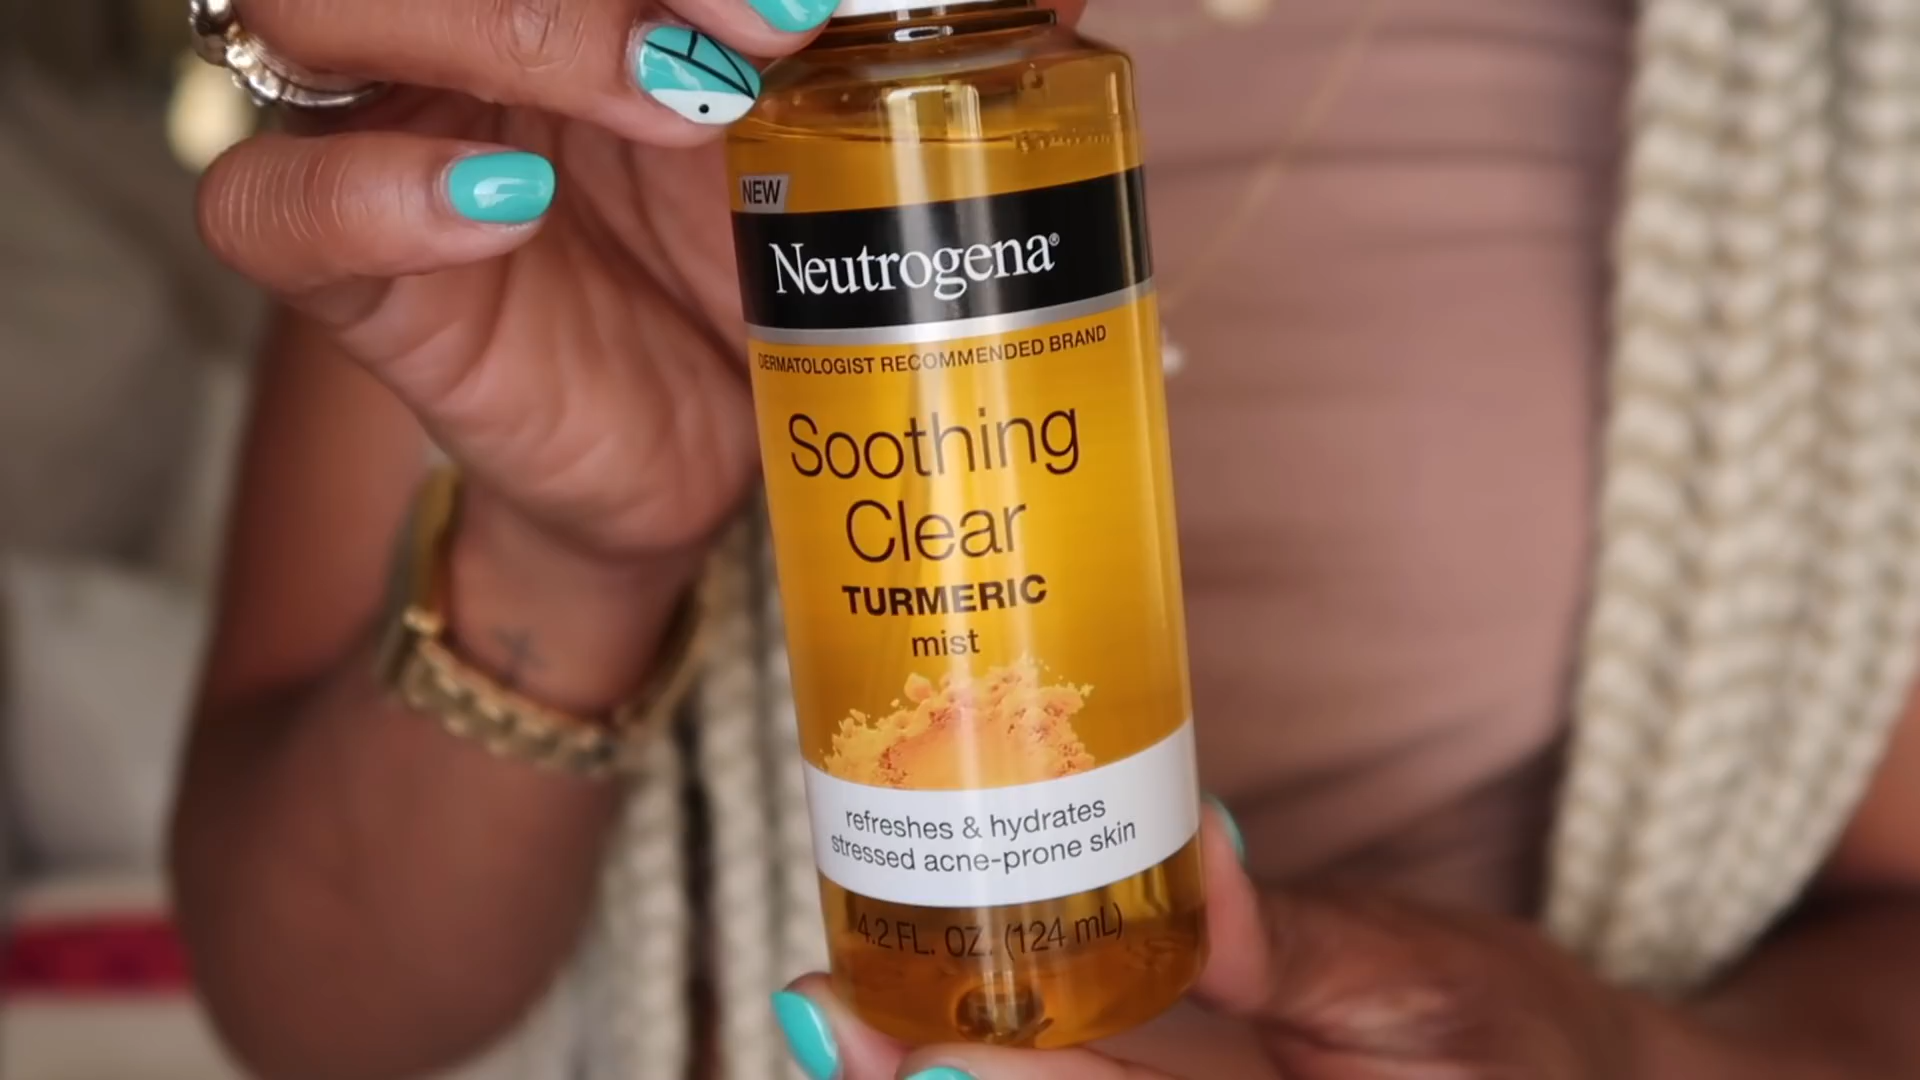 NEW
Neutrogena®
DERMATOLOGIST RECOMMENDED BRAND
Soothing
Clear
TURMERIC
mist
refreshes & hydrates
stressed acne-prone skin
4.2 FL. OZ. (124 mL)